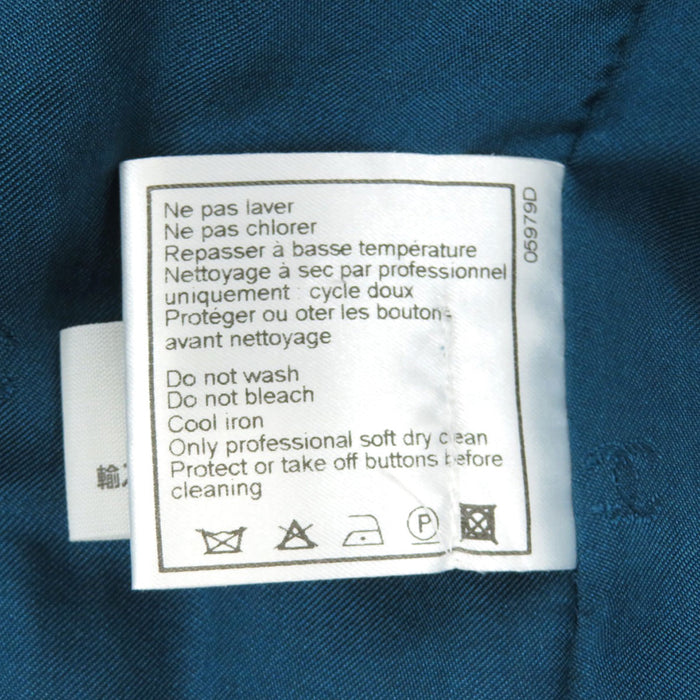 Ne pas laver
Ne pas chlorer
Repasser à basse température
Nettoyage à sec par professionnel
uniquement : cycle doux
Protéger ou oter les boutons
avant nettoyage
Do not wash
Do not bleach
Cool iron
Only professional soft dry clean
Protect or take off buttons before
cleaning
P
05979D
輸入